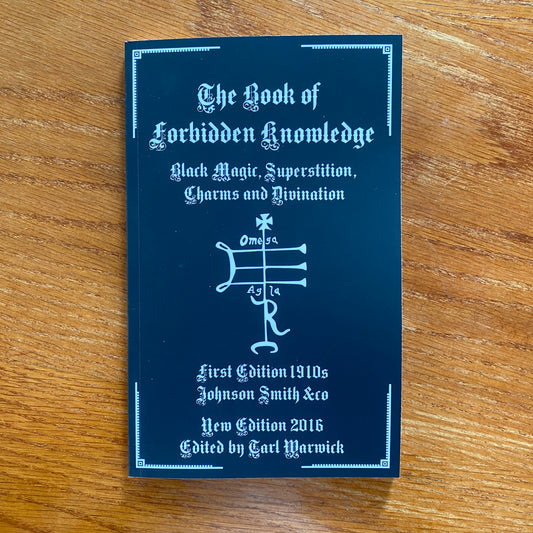 The Book of
Forbidden Knowledge
Black Magic, Superstition,
Charms and Divination
Omega
Agla
R
First Edition 1910s
Johnson Smith &co
New Edition 2016
Edited by Tarl Warwick